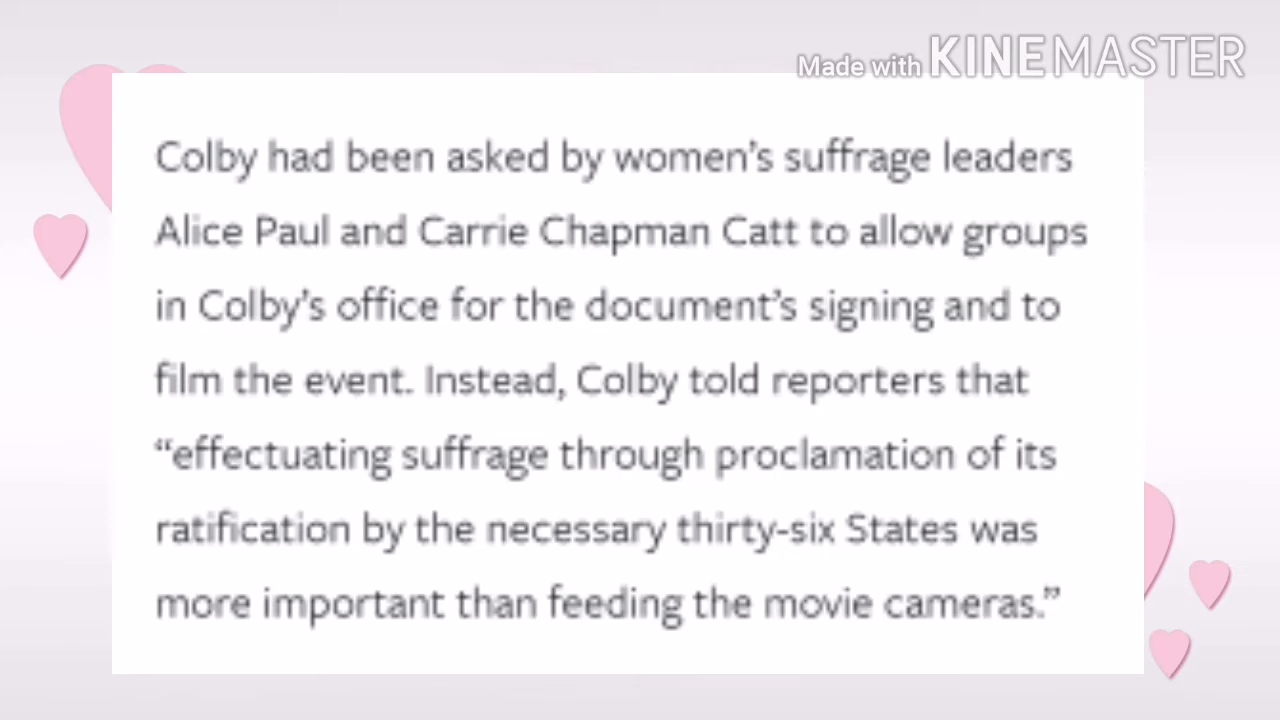 Made with KINEMASTER
Colby had been asked by women’s suffrage leaders
Alice Paul and Carrie Chapman Catt to allow groups
in Colby’s office for the document’s signing and to
film the event. Instead, Colby told reporters that
“effectuating suffrage through proclamation of its
ratification by the necessary thirty-six States was
more important than feeding the movie cameras.”